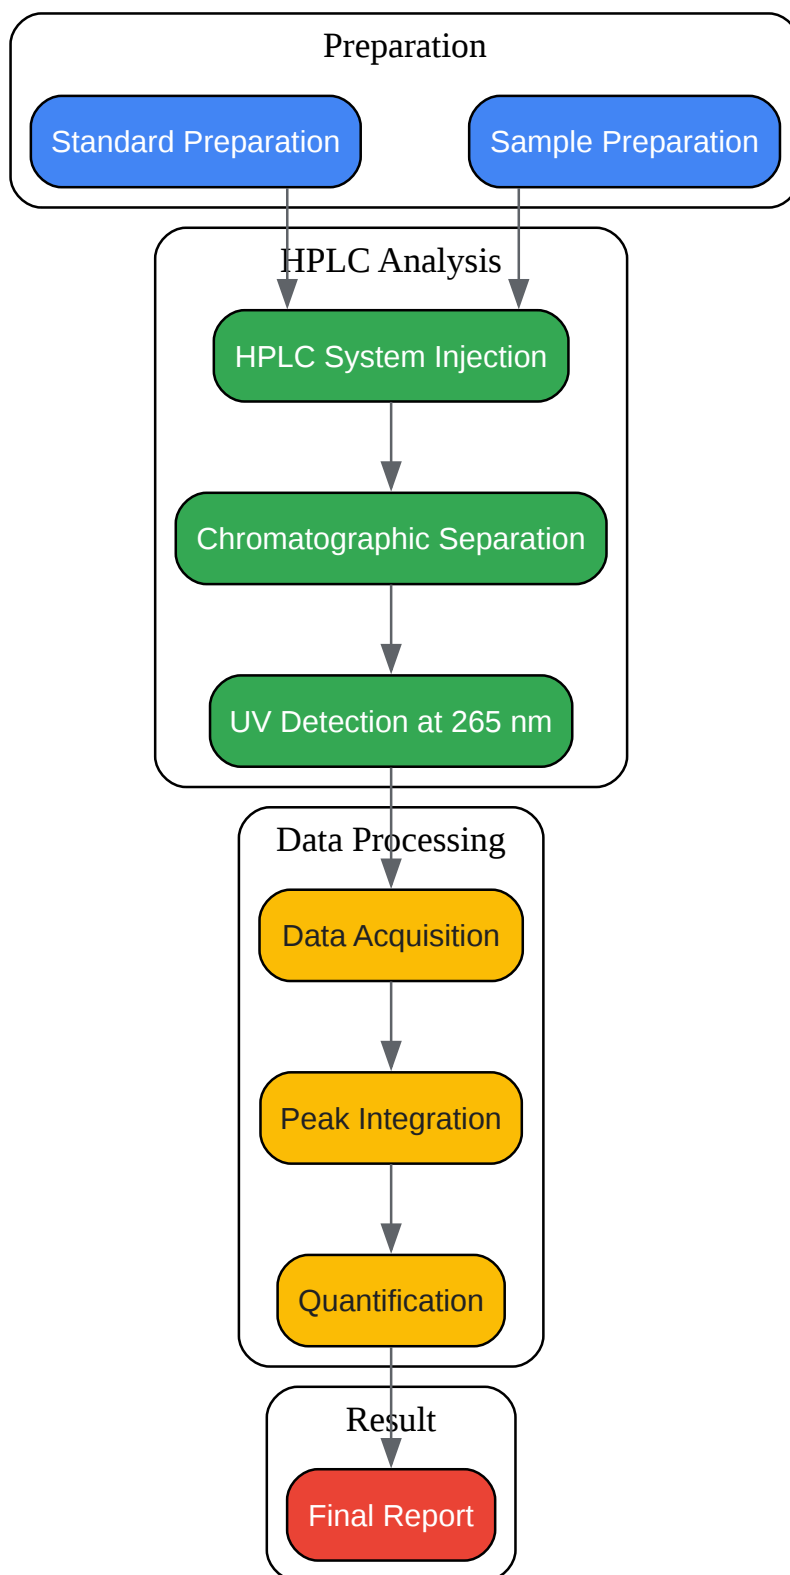 Preparation
Standard Preparation
Sample Preparation
HPLC Analysis
HPLC System Injection
Chromatographic Separation
UV Detection at 265 nm
Data Processing
Data Acquisition
Peak Integration
Quantification
Result
Final Report